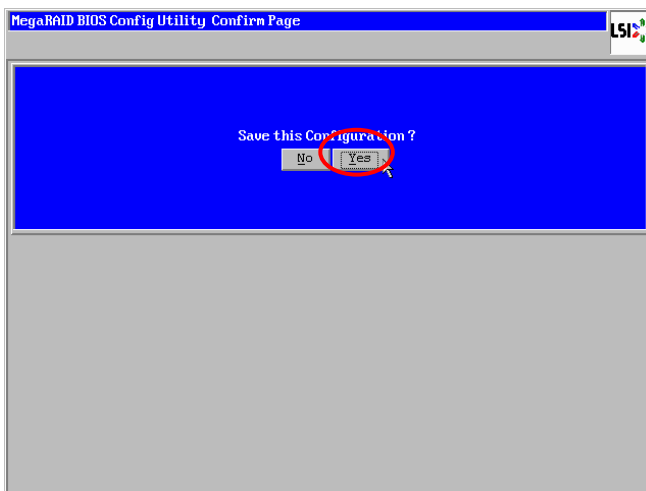 MegaRAID BIOS Config Utility Confirm Page
LSI
Save this Configuration ?
No Yes